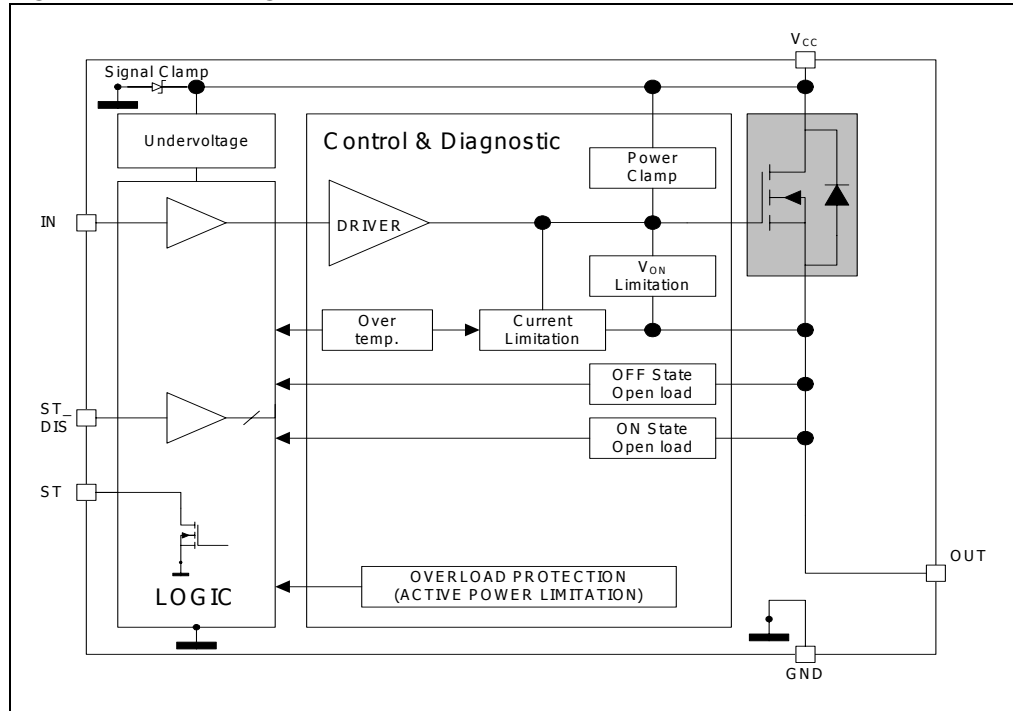 VCC
Signal Clamp
Undervoltage
Control & Diagnostic
Power
Clamp
IN
DRIVER
VON
Limitation
Over
temp.
Current
Limitation
OFF State
Open load
ST_
DIS
ON State
Open load
ST
OUT
OVERLOAD PROTECTION
(ACTIVE POWER LIMITATION)
LOGIC
GND